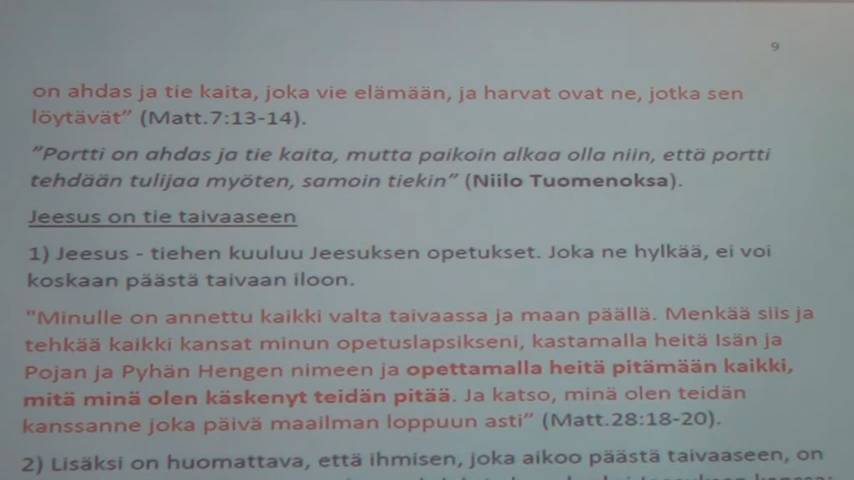 9
on ahdas ja tie kaita, joka vie elämään, ja harvat ovat ne, jotka sen
löytävät” (Matt.7:13-14).
”Portti on ahdas ja tie kaita, mutta paikoin alkaa olla niin, että portti
tehdään tulijaa myöten, samoin tiekin” (Niilo Tuomenoksa).
Jeesus on tie taivaaseen
1) Jeesus - tiehen kuuluu Jeesuksen opetukset. Joka ne hylkää, ei voi
koskaan päästä taivaan iloon.
"Minulle on annettu kaikki valta taivaassa ja maan päällä. Menkää siis ja
tehkää kaikki kansat minun opetuslapsikseni, kastamalla heitä Isän ja
Pojan ja Pyhän Hengen nimeen ja opettamalla heitä pitämään kaikki,
mitä minä olen käskenyt teidän pitää. Ja katso, minä olen teidän
kanssanne joka päivä maailman loppuun asti” (Matt.28:18-20).
2) Lisäksi on huomattava, että ihmisen, joka aikoo päästä taivaaseen, on